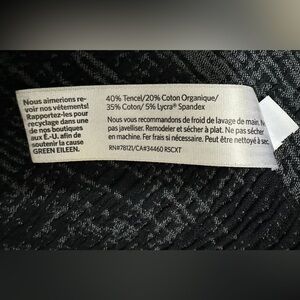 Nous aimerions re-
voir nos vêtements!
Rapportez-les pour
recyclage dans une
de nos boutiques
aux É.-U. afin de
soutenir la cause
GREEN EILEEN.
40% Tencel/20% Coton Organique/
35% Coton/ 5% Lycra® Spandex
Nous vous recommandons de froid de lavage de main. N
pas javelliser. Remodeler et sécher à plat. Ne pas sécher
en machine. Fer frais si nécessaire. Peut être nettoyé à sec.
RN#78121/CA#34460 RSCXT